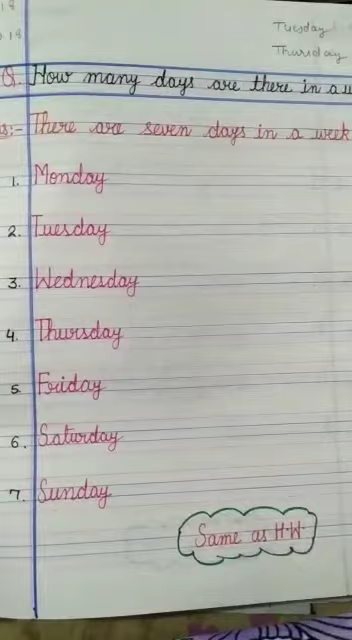 Tuesday
Thursday
Q. How many days are there in a
s:- There are seven days in a week
1. Monday
2. Tuesday
3. Wednesday
4. Thursday
5. Friday
6. Saturday
7. Sunday
Same as H.W.